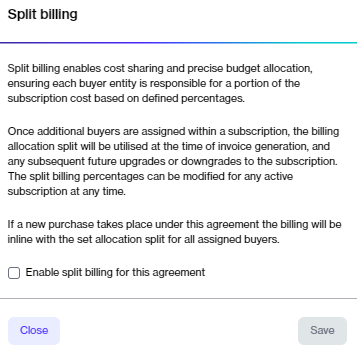 Split billing
Split billing enables cost sharing and precise budget allocation,
ensuring each buyer entity is responsible for a portion of the
subscription cost based on defined percentages.
Once additional buyers are assigned within a subscription, the billing
allocation split will be utilised at the time of invoice generation, and
any subsequent future upgrades or downgrades to the subscription.
The split billing percentages can be modified for any active
subscription at any time.
If a new purchase takes place under this agreement the billing will be
inline with the set allocation split for all assigned buyers.
Enable split billing for this agreement
Close
Save